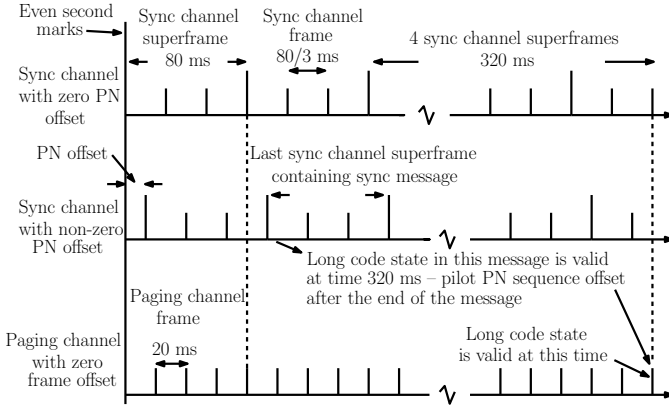 Even second
marks
Sync channel
superframe
80 ms
Sync channel
frame
80/3 ms
4 sync channel superframes
320 ms
Sync channel
with zero PN
offset
PN offset
Last sync channel superframe
containing sync message
Sync channel
with non-zero
PN offset
Long code state in this message is valid
at time 320 ms – pilot PN sequence offset
after the end of the message
Paging channel
frame
20 ms
Paging channel
with zero
frame offset
Long code state
is valid at this time